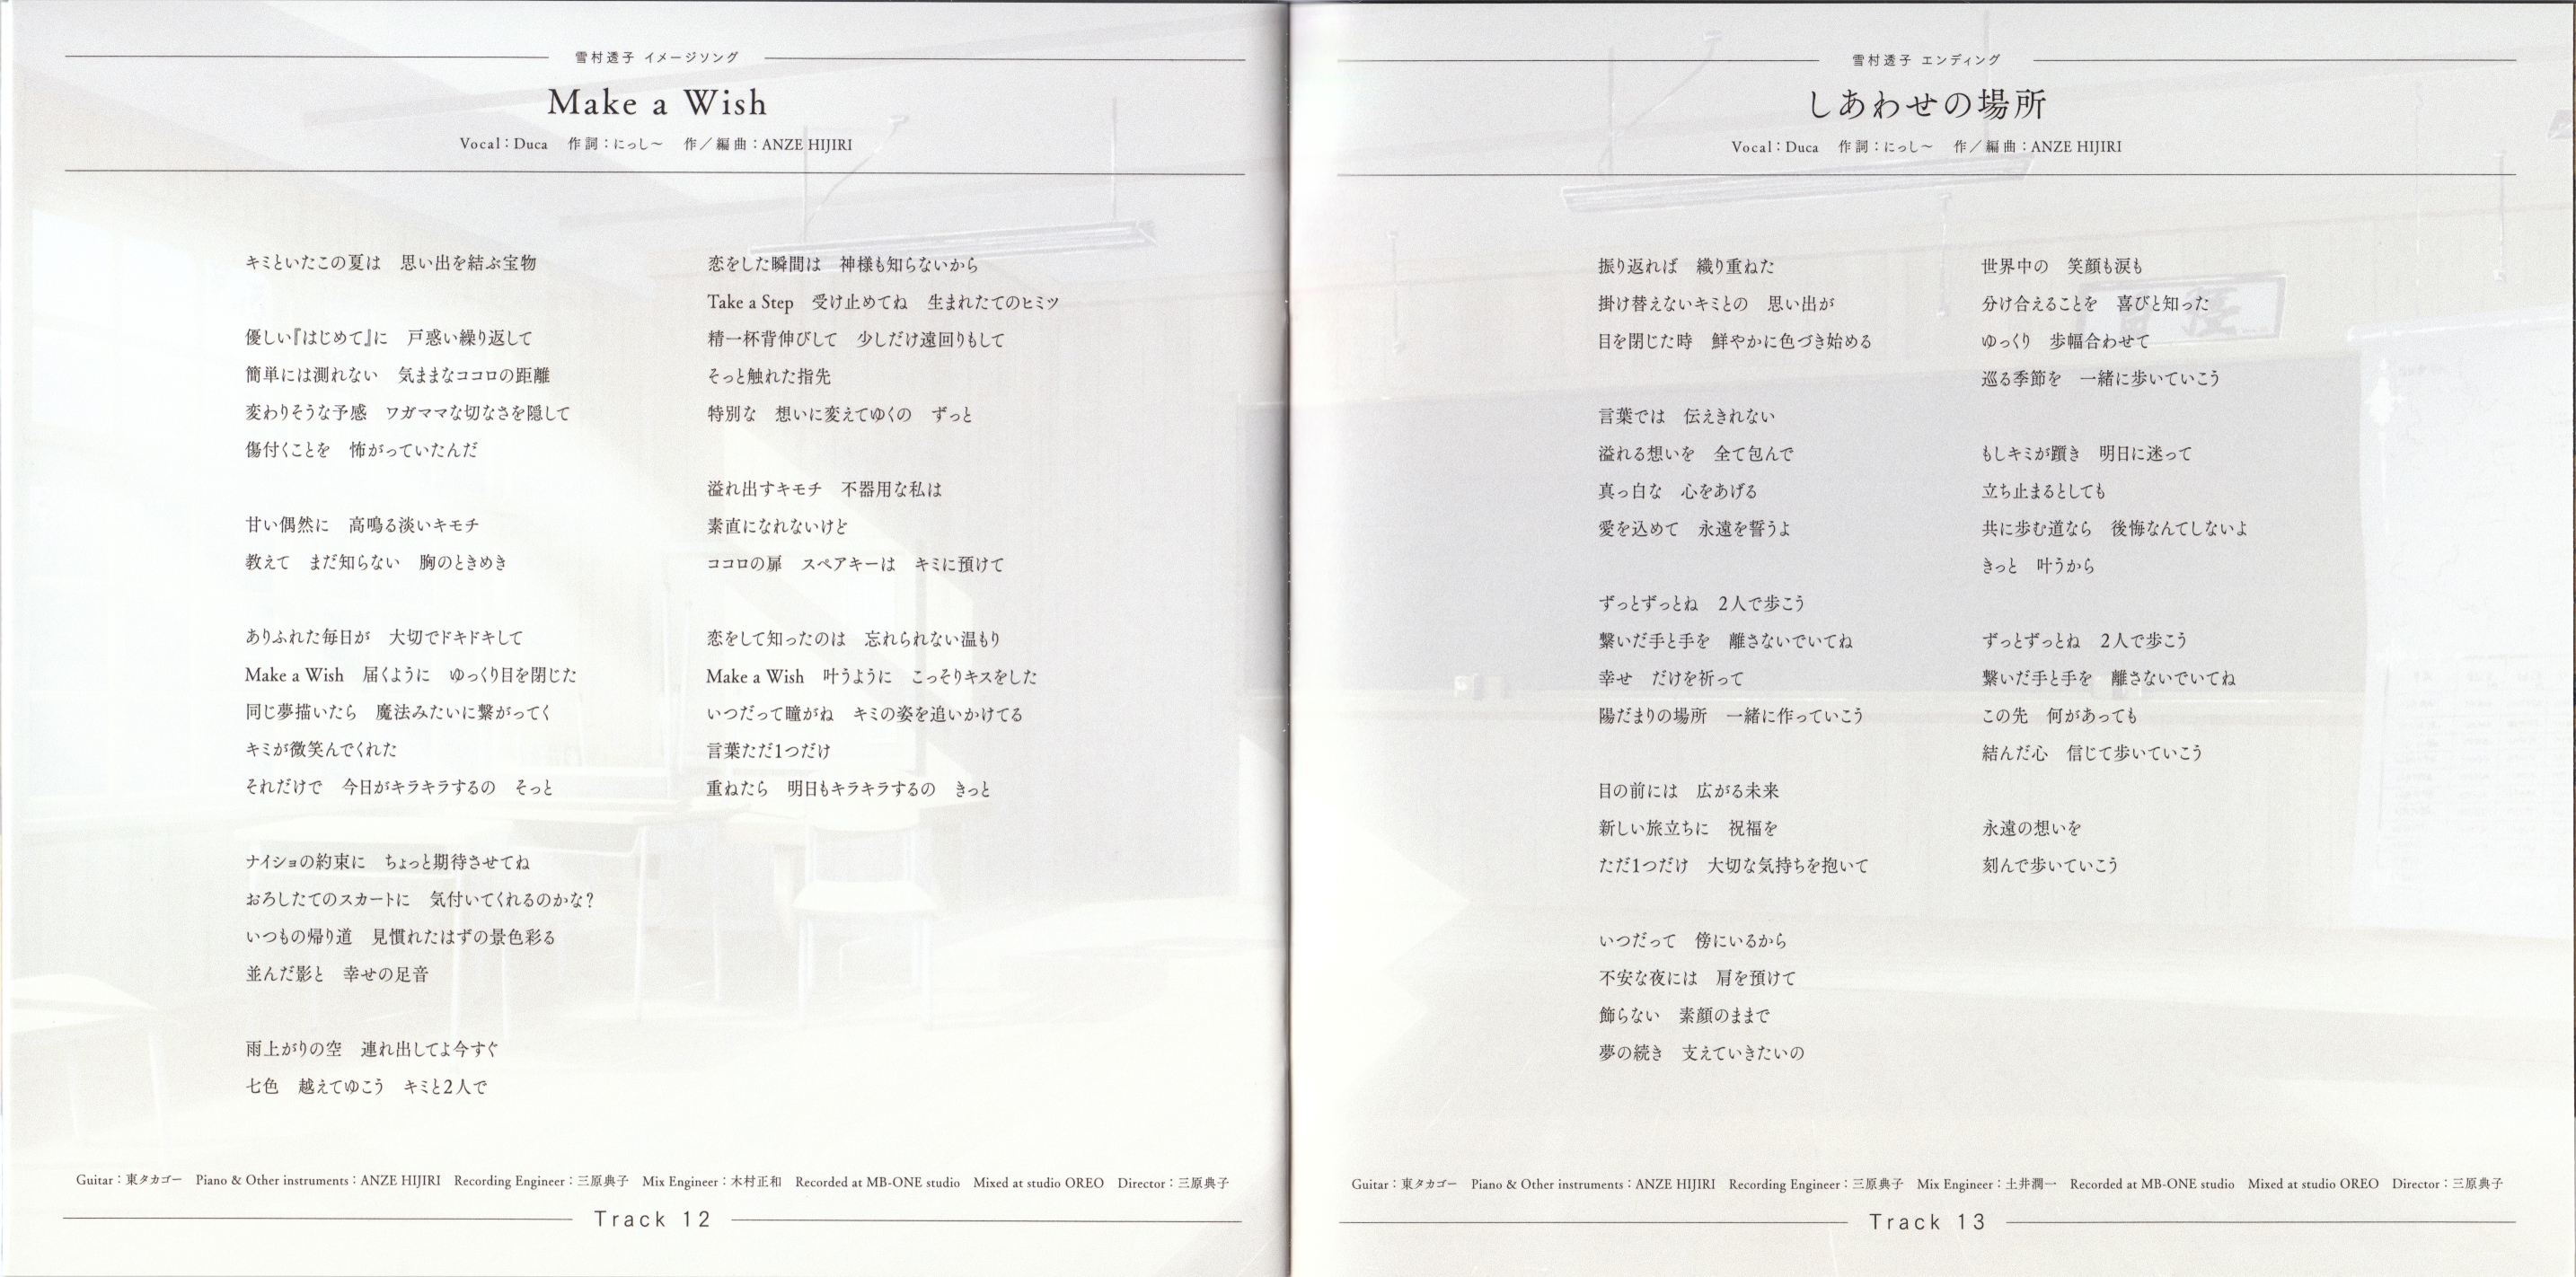 雪村透子 イメージソング
Make a Wish
Vocal：Duca　作詞：にっし～　作／編曲：ANZE HIJIRI
キミといたこの夏は　思い出を結ぶ宝物
優しい『はじめて』に　戸惑い繰り返して
簡単には測れない　気ままなココロの距離
変わりそうな予感　ワガママな切なさを隠して
傷付くことを　怖がっていたんだ
甘い偶然に　高鳴る淡いキモチ
教えて　まだ知らない　胸のときめき
ありふれた毎日が　大切でドキドキして
Make a Wish　届くように　ゆっくり目を閉じた
同じ夢描いたら　魔法みたいに繋がってく
キミが微笑んでくれた
それだけで　今日がキラキラするの　そっと
ナイショの約束に　ちょっと期待させてね
おろしたてのスカートに　気付いてくれるのかな？
いつもの帰り道　見慣れたはずの景色彩る
並んだ影と　幸せの足音
雨上がりの空　連れ出してよ今すぐ
七色　越えてゆこう　キミと2人で
恋をした瞬間は　神様も知らないから
Take a Step　受け止めてね　生まれたてのヒミツ
精一杯背伸びして　少しだけ遠回りもして
そっと触れた指先
特別な　想いに変えてゆくの　ずっと
溢れ出すキモチ　不器用な私は
素直になれないけど
ココロの扉　スペアキーは　キミに預けて
恋をして知ったのは　忘れられない温もり
Make a Wish　叶うように　こっそりキスをした
いつだって瞳がね　キミの姿を追いかけてる
言葉ただ1つだけ
重ねたら　明日もキラキラするの　きっと
Guitar：東タカゴー　Piano & Other instruments：ANZE HIJIRI　Recording Engineer：三原典子　Mix Engineer：木村正和　Recorded at MB-ONE studio　Mixed at studio OREO　Director：三原典子
Track 12
雪村透子 エンディング
しあわせの場所
Vocal：Duca　作詞：にっし～　作／編曲：ANZE HIJIRI
振り返れば　織り重ねた
掛け替えないキミとの　思い出が
目を閉じた時　鮮やかに色づき始める
言葉では　伝えきれない
溢れる想いを　全て包んで
真っ白な　心をあげる
愛を込めて　永遠を誓うよ
ずっとずっとね　2人で歩こう
繋いだ手と手を　離さないでいてね
幸せ　だけを祈って
陽だまりの場所　一緒に作っていこう
目の前には　広がる未来
新しい旅立ちに　祝福を
ただ1つだけ　大切な気持ちを抱いて
いつだって　傍にいるから
不安な夜には　肩を預けて
飾らない　素顔のままで
夢の続き　支えていきたいの
世界中の　笑顔も涙も
分け合えることを　喜びと知った
ゆっくり　歩幅合わせて
巡る季節を　一緒に歩いていこう
もしキミが躓き　明日に迷って
立ち止まるとしても
共に歩む道なら　後悔なんてしないよ
きっと　叶うから
ずっとずっとね　2人で歩こう
繋いだ手と手を　離さないでいてね
この先　何があっても
結んだ心　信じて歩いていこう
永遠の想いを
刻んで歩いていこう
Guitar：東タカゴー　Piano & Other instruments：ANZE HIJIRI　Recording Engineer：三原典子　Mix Engineer：土井潤一　Recorded at MB-ONE studio　Mixed at studio OREO　Director：三原典子
Track 13